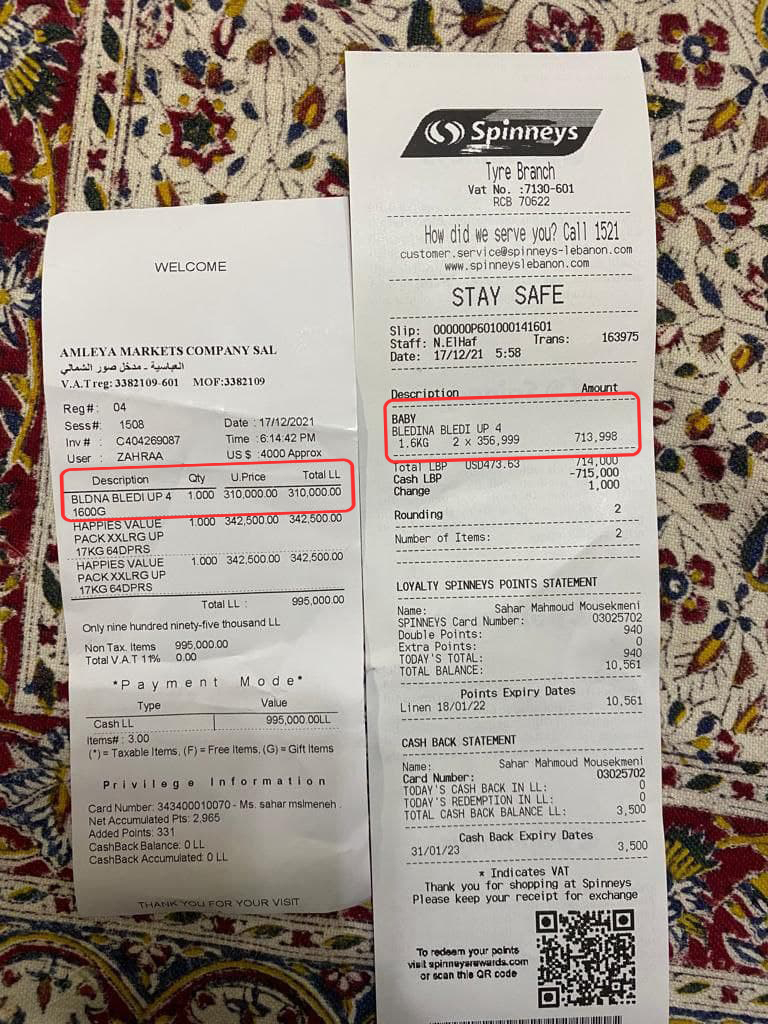 WELCOME
AMLEYA MARKETS COMPANY SAL
العباسية - مدخل صور الشمالي
V.A.T reg: 3382109-601 MOF:3382109
Reg#: 04
Sess#: 1508 Date : 17/12/2021
Inv # : C404269087 Time : 6:14:42 PM
User : ZAHRAA US $ :4000 Approx
Description Qty U.Price Total LL
BLDNA BLEDI UP 4 1.000 310,000.00 310,000.00
1600G
HAPPIES VALUE 1.000 342,500.00 342,500.00
PACK XXLRG UP
17KG 64DPRS
HAPPIES VALUE 1.000 342,500.00 342,500.00
PACK XXLRG UP
17KG 64DPRS
Total LL : 995,000.00
Only nine hundred ninety-five thousand LL
Non Tax. Items 995,000.00
Total V.A.T 11% 0.00
*Payment Mode*
Type Value
Cash LL 995,000.00LL
Items# : 3.00
(*) = Taxable Items, (F) = Free Items, (G) = Gift Items
Privilege Information
Card Number: 343400010070 - Ms. sahar mslmeneh .
Net Accumulated Pts: 2,965
Added Points: 331
CashBack Balance: 0 LL
CashBack Accumulated: 0 LL
THANK YOU FOR YOUR VISIT
Spinneys
Tyre Branch
Vat No. :7130-601
RCB 70622
How did we serve you? Call 1521
customer.service@spinneys-lebanon.com
www.spinneyslebanon.com
STAY SAFE
Slip: 000000P601000141601
Staff: N.ElHaf Trans: 163975
Date: 17/12/21 5:58
Description Amount
BABY
BLEDINA BLEDI UP 4
1.6KG 2 x 356,999 713,998
Total LBP USD473.63 714,000
Cash LBP -715,000
Change 1,000
Rounding 2
Number of Items: 2
LOYALTY SPINNEYS POINTS STATEMENT
Name: Sahar Mahmoud Mousekmeni
SPINNEYS Card Number: 03025702
Double Points: 940
Extra Points: 0
TODAY'S TOTAL: 940
TOTAL BALANCE: 10,561
Points Expiry Dates
Linen 18/01/22 10,561
CASH BACK STATEMENT
Name: Sahar Mahmoud Mousekmeni
Card Number: 03025702
TODAY'S CASH BACK IN LL: 0
TODAY'S REDEMPTION IN LL: 0
TOTAL CASH BACK BALANCE LL: 3,500
Cash Back Expiry Dates
31/01/23 3,500
* Indicates VAT
Thank you for shopping at Spinneys
Please keep your receipt for exchange
To redeem your points
visit spinneysrewards.com
or scan this QR code